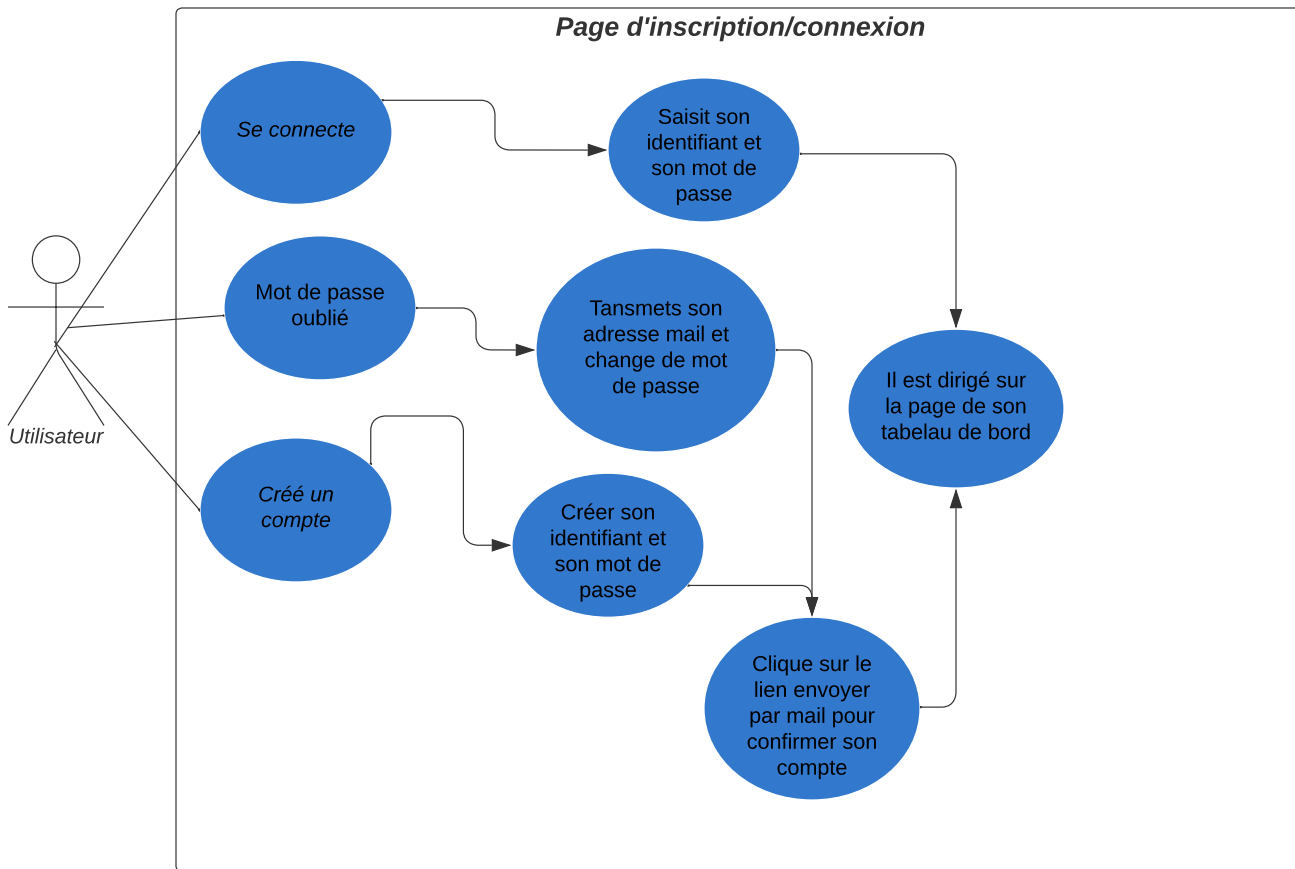 Page d'inscription/connexion
Se connecte
Saisit son
identifiant et
son mot de
passe
Mot de passe
oublié
Tansmets son
adresse mail et
change de mot
de passe
Il est dirigé sur
la page de son
tabelau de bord
Utilisateur
Créé un
compte
Créer son
identifiant et
son mot de
passe
Clique sur le
lien envoyer
par mail pour
confirmer son
compte